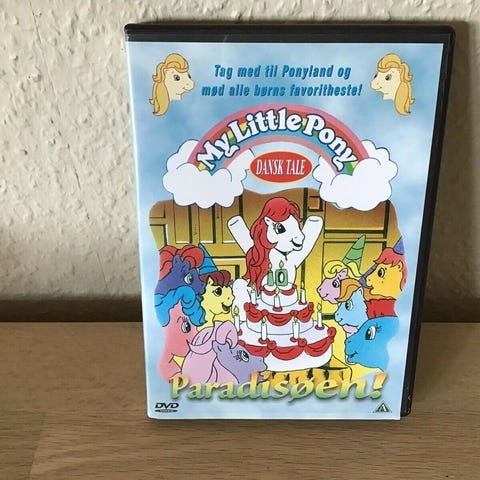 Tag med til Ponyland og
mød alle børns favoritheste!
My Little Pony
DANSK TALE
10
Paradisøen!
DVD
A